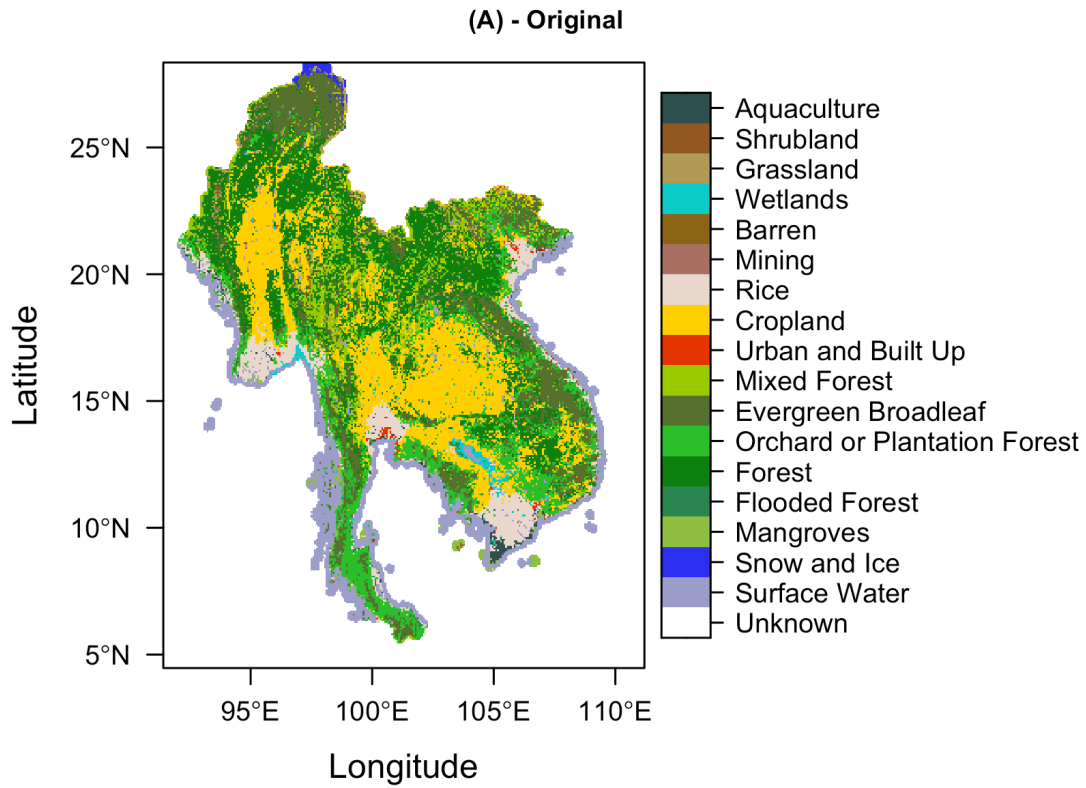 (A) - Original
25°N
20°N
15°N
10°N
5°N
Latitude
95°E 100°E 105°E 110°E
Longitude
Aquaculture
Shrubland
Grassland
Wetlands
Barren
Mining
Rice
Cropland
Urban and Built Up
Mixed Forest
Evergreen Broadleaf
Orchard or Plantation Forest
Forest
Flooded Forest
Mangroves
Snow and Ice
Surface Water
Unknown